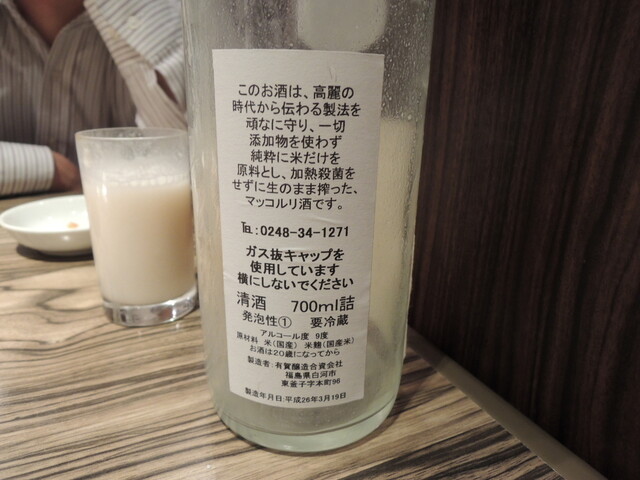 このお酒は、高麗の
時代から伝わる製法を
頑なに守り、一切
添加物を使わず
純粋に米だけを
原料とし、加熱殺菌を
せずに生のまま搾った、
マッコルリ酒です。
℡:0248-34-1271
ガス抜キャップを
使用しています
横にしないでください
清酒 700ml詰
発泡性① 要冷蔵
アルコール度 9度
原材料 米(国産) 米麹(国産米)
お酒は20歳になってから
製造者:有賀醸造合資会社
福島県白河市
東釜子字本町96
製造年月日:平成26年3月19日